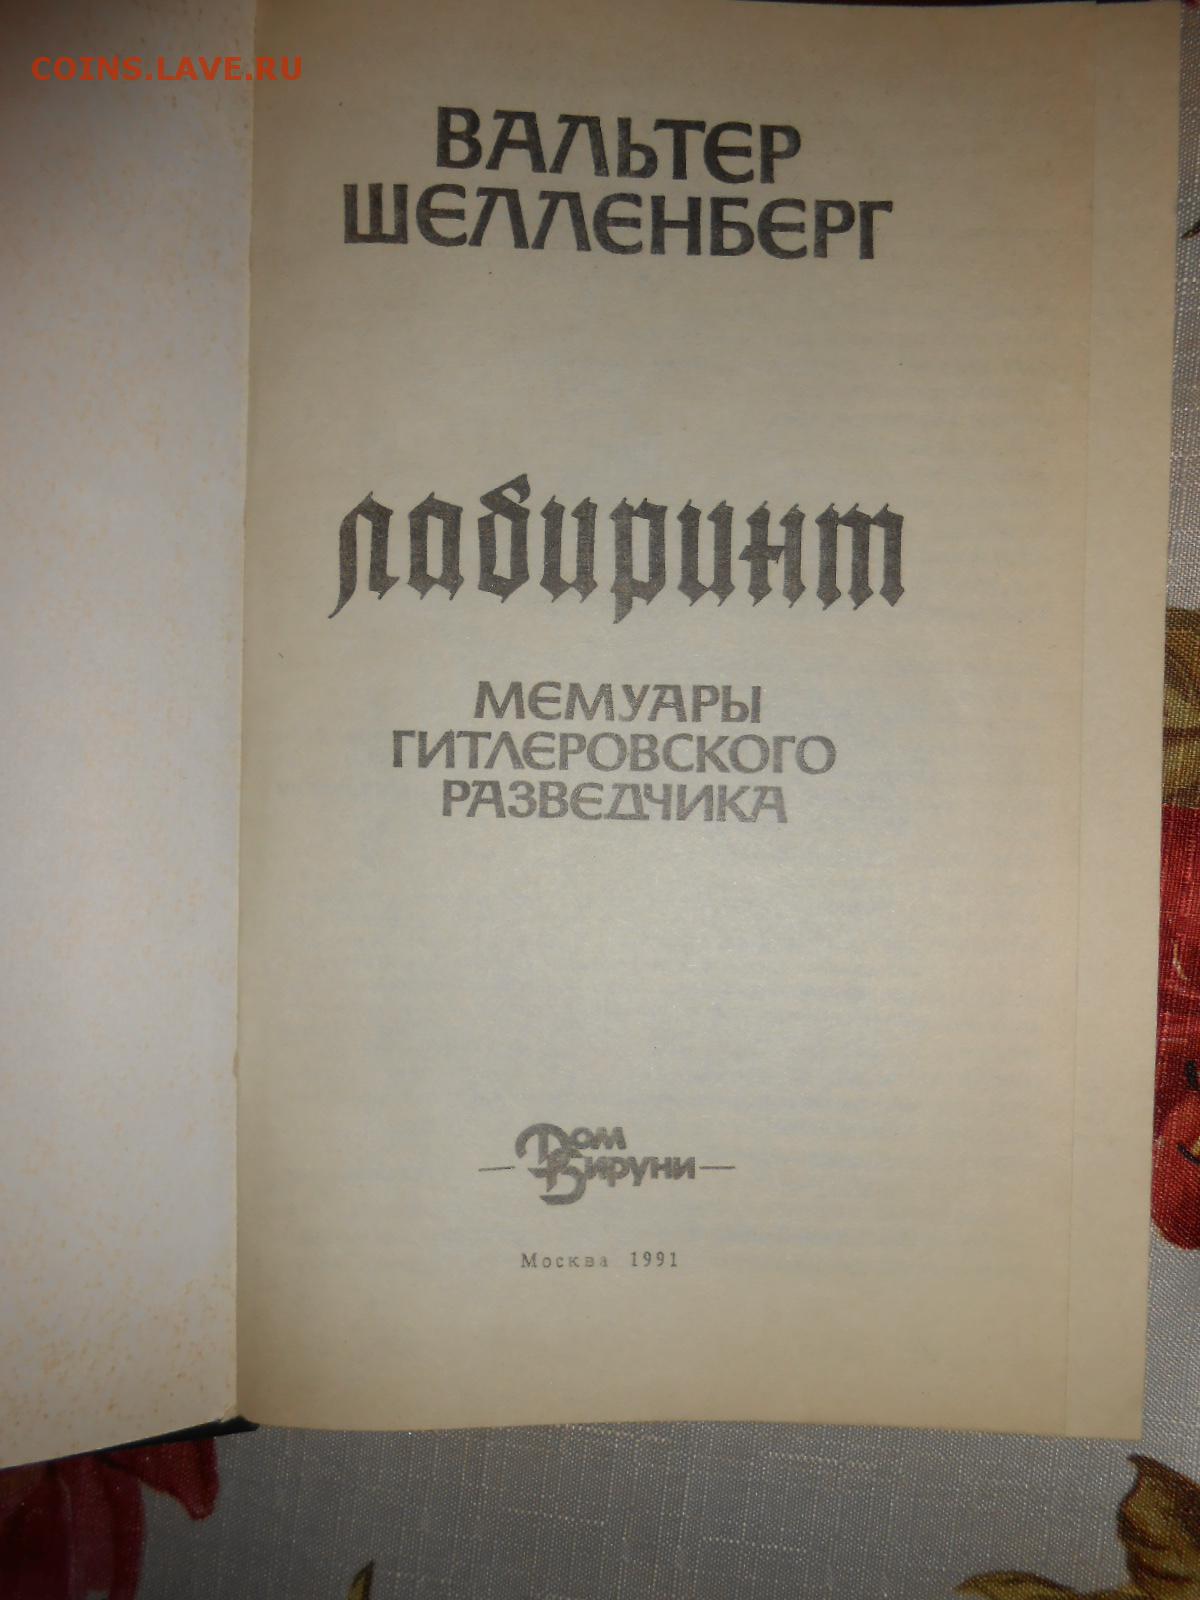 COINS.LAVE.RU
ВАЛЬТЕР
ШЕЛЛЕНБЕРГ
лабиринт
МЕМУАРЫ
ГИТЛЕРОВСКОГО
РАЗВЕДЧИКА
Дом
Бируни
Москва 1991